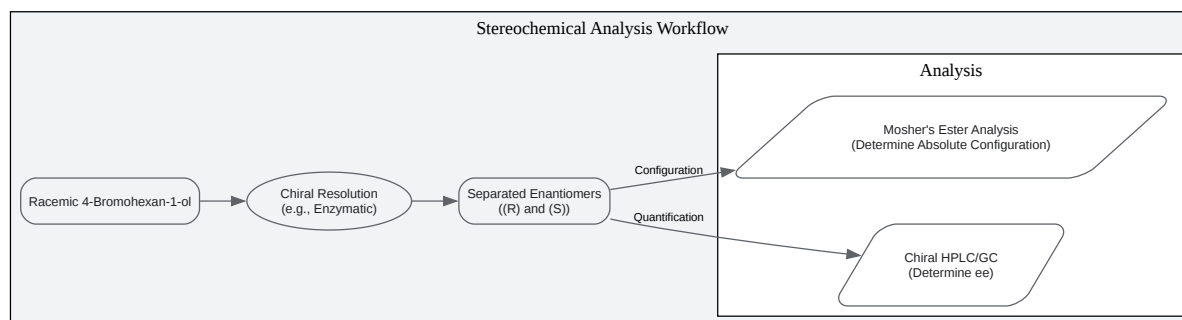 Stereochemical Analysis Workflow
Analysis
Mosher's Ester Analysis
(Determine Absolute Configuration)
Configuration
Racemic 4-Bromohexan-1-ol
Chiral Resolution
(e.g., Enzymatic)
Separated Enantiomers
((R) and (S))
Quantification
Chiral HPLC/GC
(Determine ee)